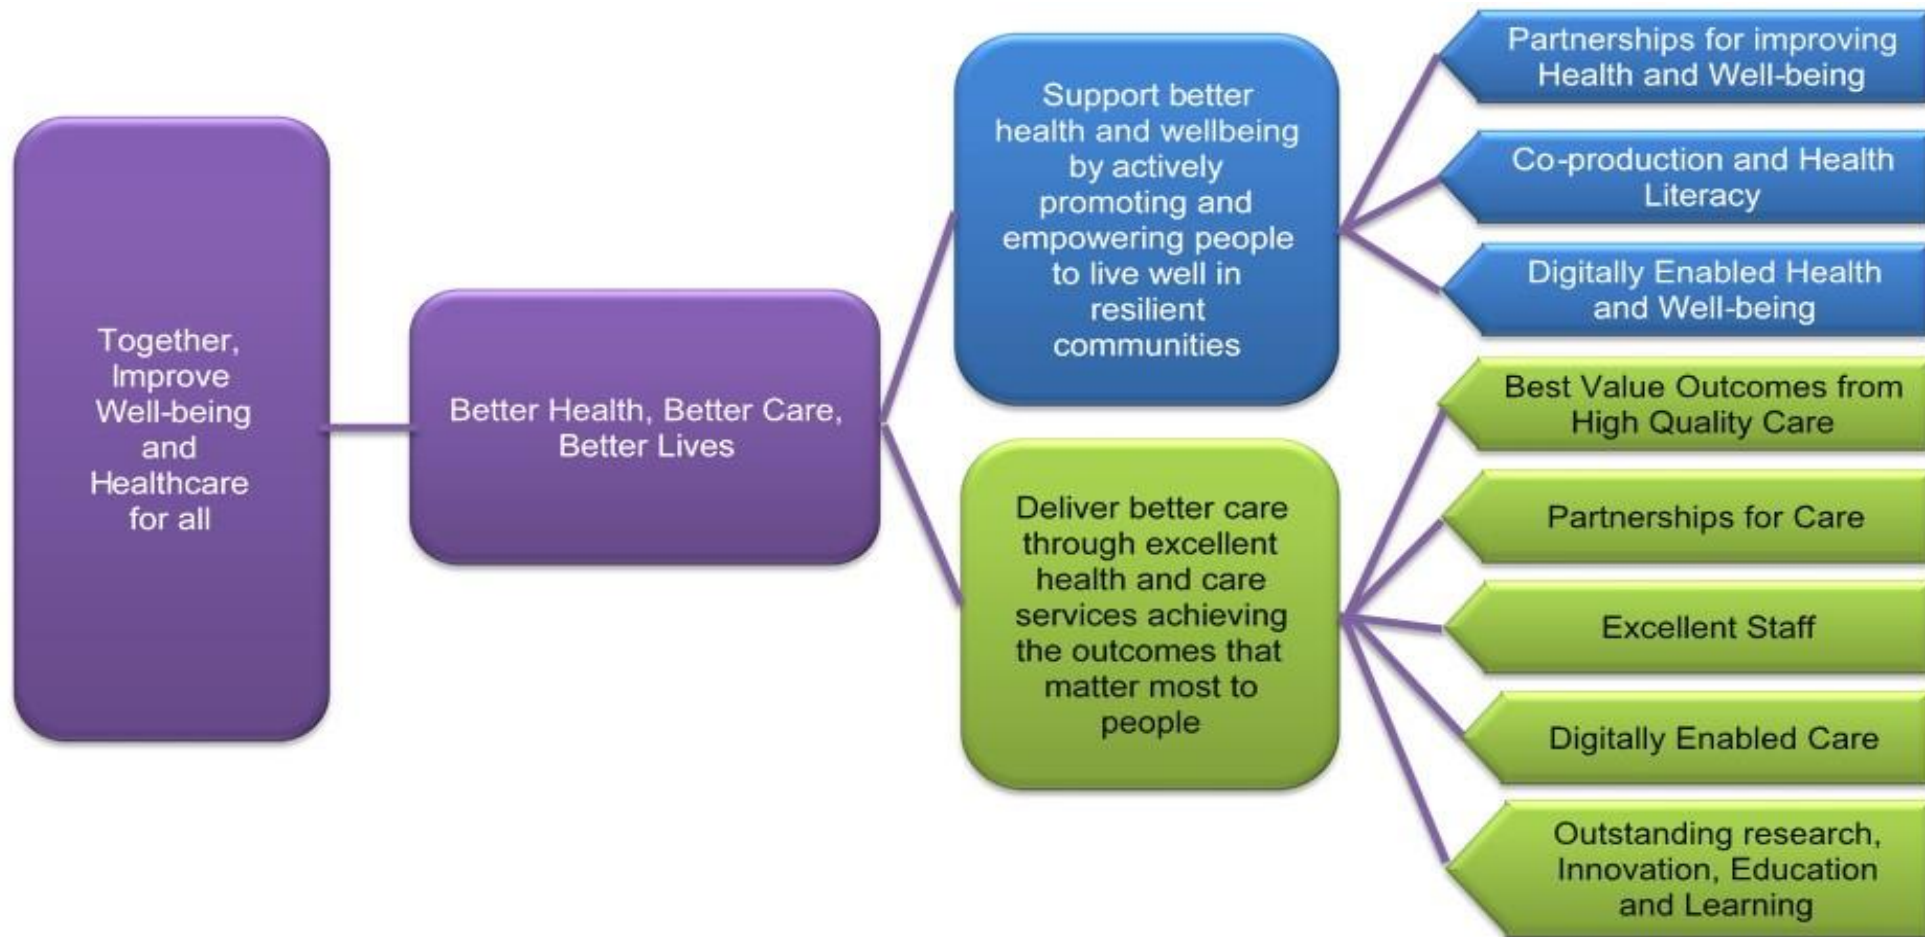 Together,
Improve
Well-being
and
Healthcare
for all
Better Health, Better Care,
Better Lives
Support better
health and wellbeing
by actively
promoting and
empowering people
to live well in
resilient
communities
Deliver better care
through excellent
health and care
services achieving
the outcomes that
matter most to
people
Partnerships for improving
Health and Well-being
Co-production and Health
Literacy
Digitally Enabled Health
and Well-being
Best Value Outcomes from
High Quality Care
Partnerships for Care
Excellent Staff
Digitally Enabled Care
Outstanding research,
Innovation, Education
and Learning